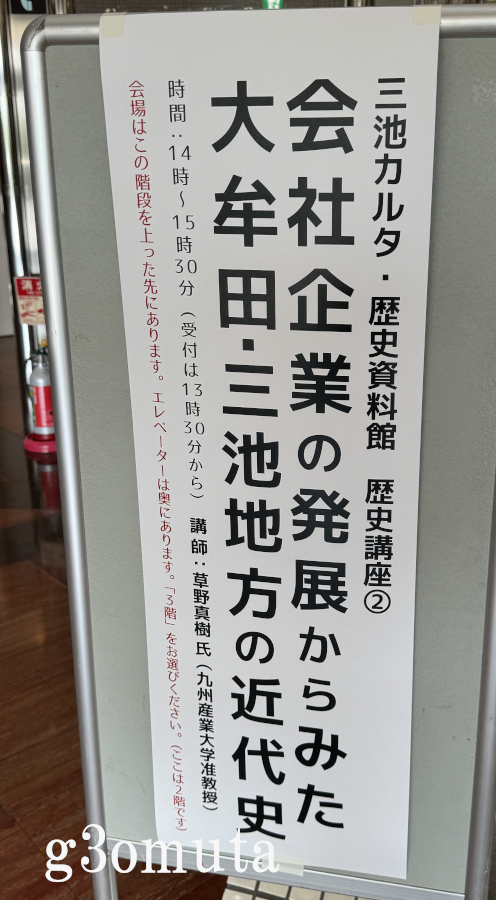 三池カルタ・歴史資料館 歴史講座②
会社企業の発展からみた
大牟田・三池地方の近代史
時間：14時～15時30分（受付は13時30分から） 講師：草野真樹 氏（九州産業大学准教授）
会場はこの階段を上った先にあります。エレベーターは奥にあります。「3階」をお選びください。（ここは2階です）
g3omuta